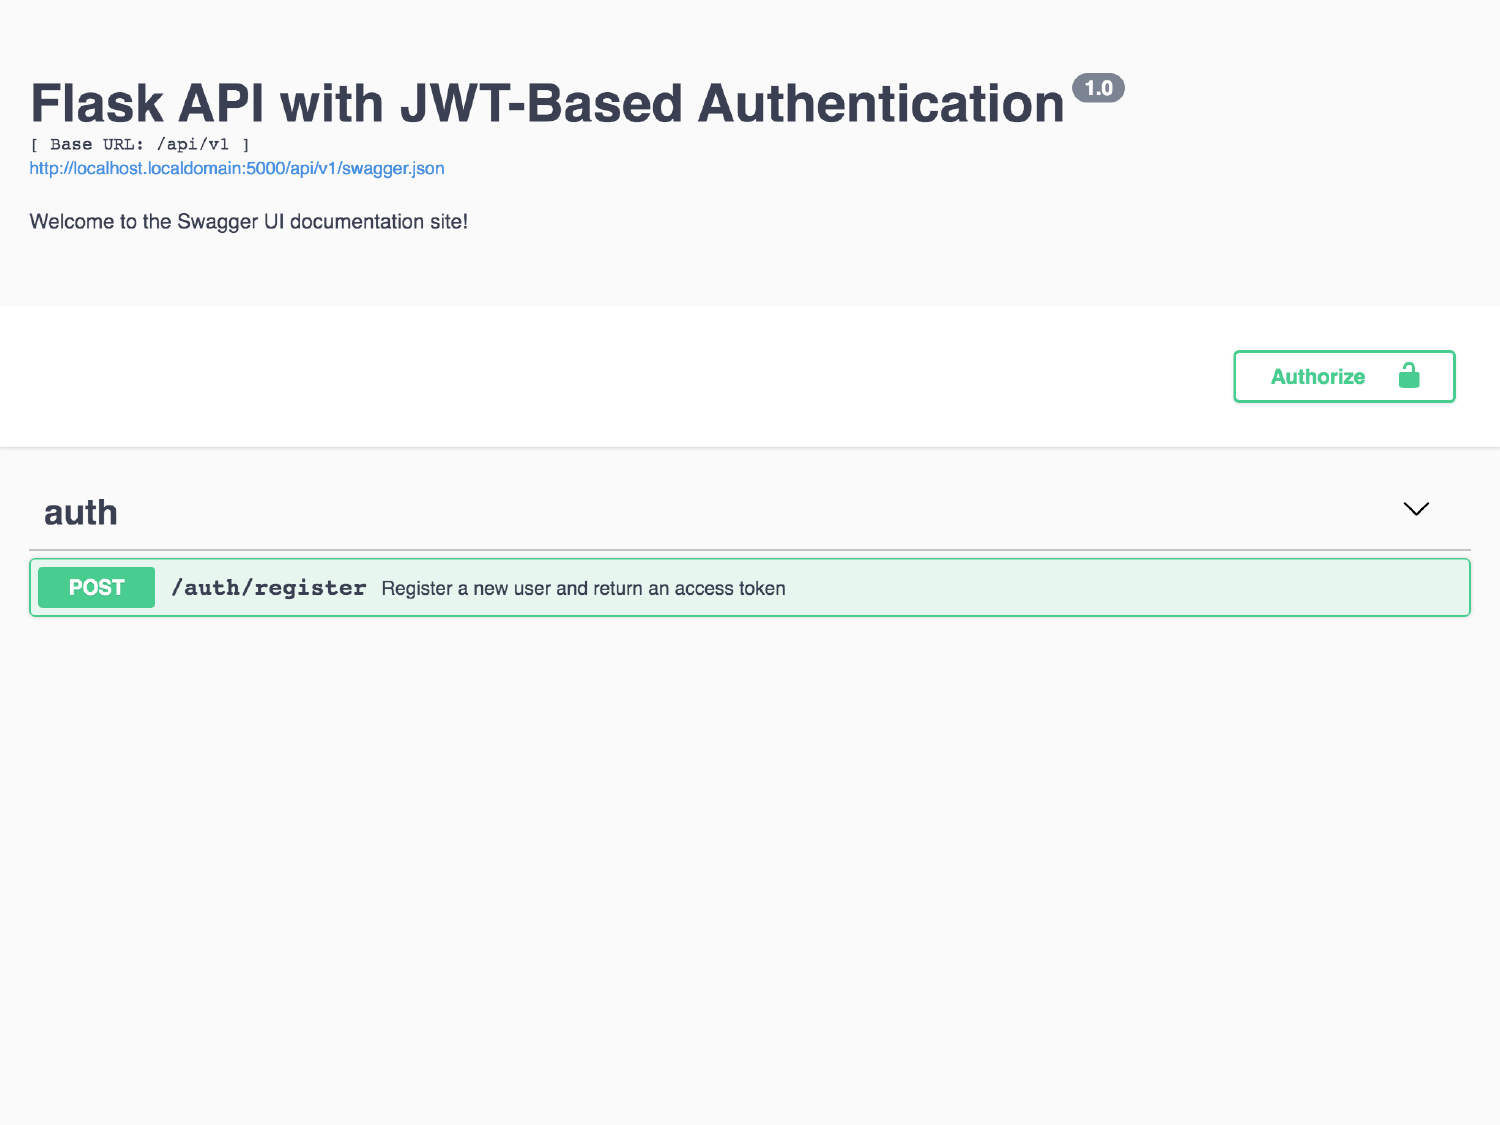 Flask API with JWT-Based Authentication 1.0
[ Base URL: /api/v1 ]
http://localhost.localdomain:5000/api/v1/swagger.json
Welcome to the Swagger UI documentation site!
Authorize
auth
POST /auth/register Register a new user and return an access token